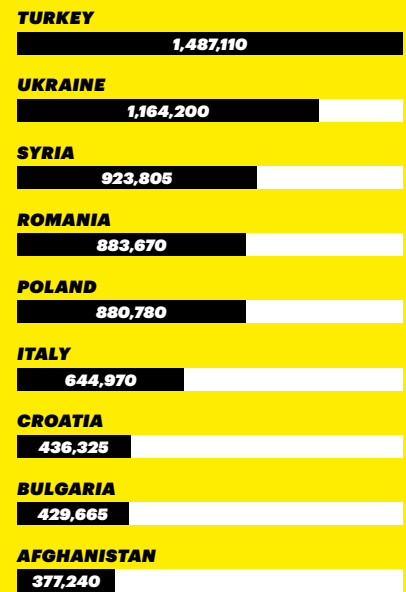 TURKEY
1,487,110
UKRAINE
1,164,200
SYRIA
923,805
ROMANIA
883,670
POLAND
880,780
ITALY
644,970
CROATIA
436,325
BULGARIA
429,665
AFGHANISTAN
377,240